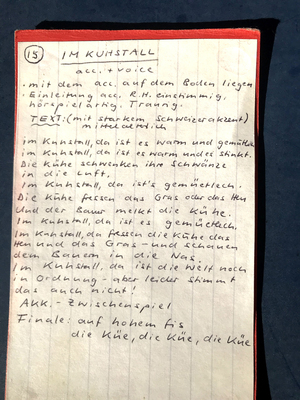 15 IM KUHSTALL
acc. + voice
· mit dem acc. auf dem Boden liegen
· Einleitung acc. R.H. einstimmig.
hörspielartig. Traurig.
TEXT: (mit starkem Schweizerakzent)
im Kuhstall, da ist es warm und gemütlich
im Kuhstall, da ist es warm und es stinkt.
Die Kühe schwenken ihre Schwänze
in die Luft.
Im Kuhstall, da ist's gemüetlech.
Die Kühe fressen das Gras oder das Heu
Und der Bauer melkt die Kühe.
Im Kuhstall, da ist es gemüetlech.
Im Kuhstall, da fressen die Kühe das
Heu und das Gras - und schauen
dem Bauern in die Nas.
Im Kuhstall, da ist die Welt noch
in Ordnung - aber leider stimmt
das auch nicht!
AKK. - Zwischenspiel
Finale: auf hohem fis
die Küe, die Küe, die Küe